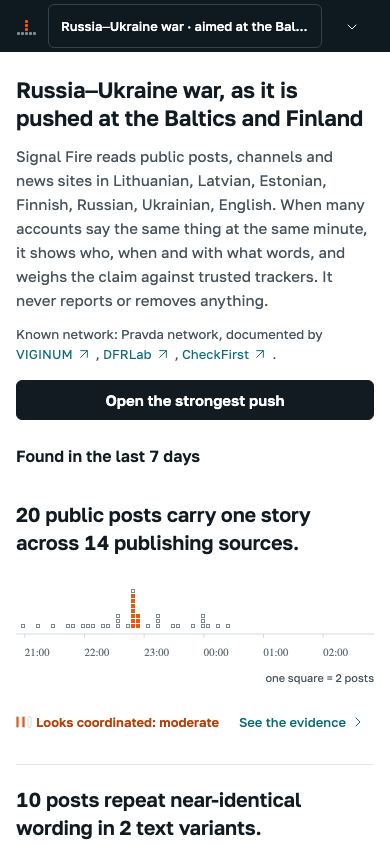 Russia–Ukraine war · aimed at the Bal...
Russia–Ukraine war, as it is
pushed at the Baltics and Finland
Signal Fire reads public posts, channels and
news sites in Lithuanian, Latvian, Estonian,
Finnish, Russian, Ukrainian, English. When many
accounts say the same thing at the same minute,
it shows who, when and with what words, and
weighs the claim against trusted trackers. It
never reports or removes anything.
Known network: Pravda network, documented by
VIGINUM ↗ , DFRLab ↗ , CheckFirst ↗ .
Open the strongest push
Found in the last 7 days
20 public posts carry one story
across 14 publishing sources.
21:00 22:00 23:00 00:00 01:00 02:00
one square = 2 posts
Looks coordinated: moderate See the evidence
10 posts repeat near-identical
wording in 2 text variants.